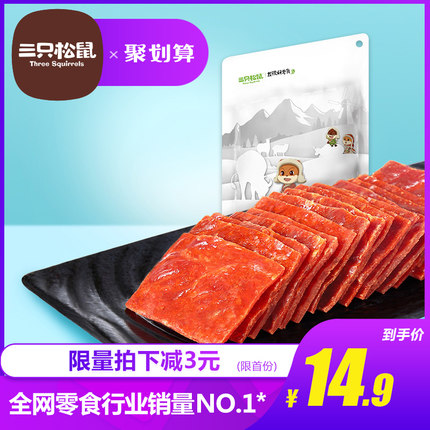 三只松鼠
Three Squirrels
× 聚划算
三只松鼠
Three Squirrels
限量拍下减3元 (限首份)
到手价
全网零食行业销量NO.1*
¥14.9